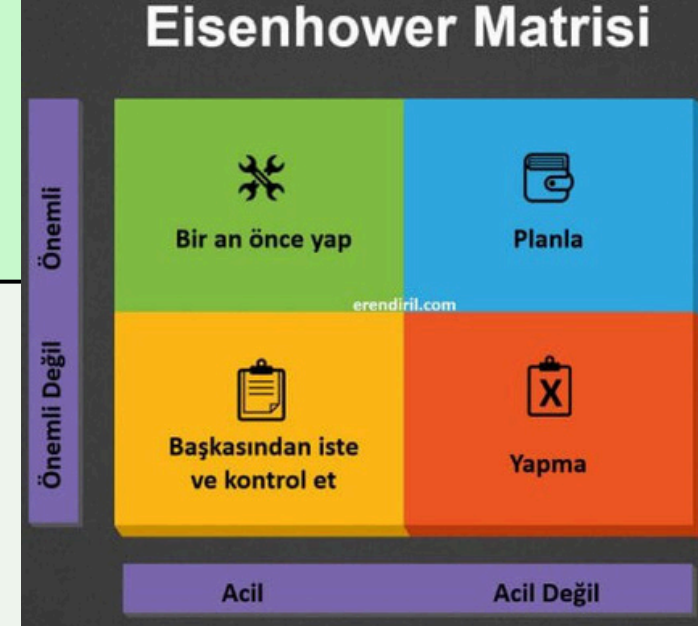 Eisenhower Matrisi
Önemli
Bir an önce yap
Planla
erendiril.com
Önemli Değil
Başkasından iste
ve kontrol et
X
Yapma
Acil
Acil Değil